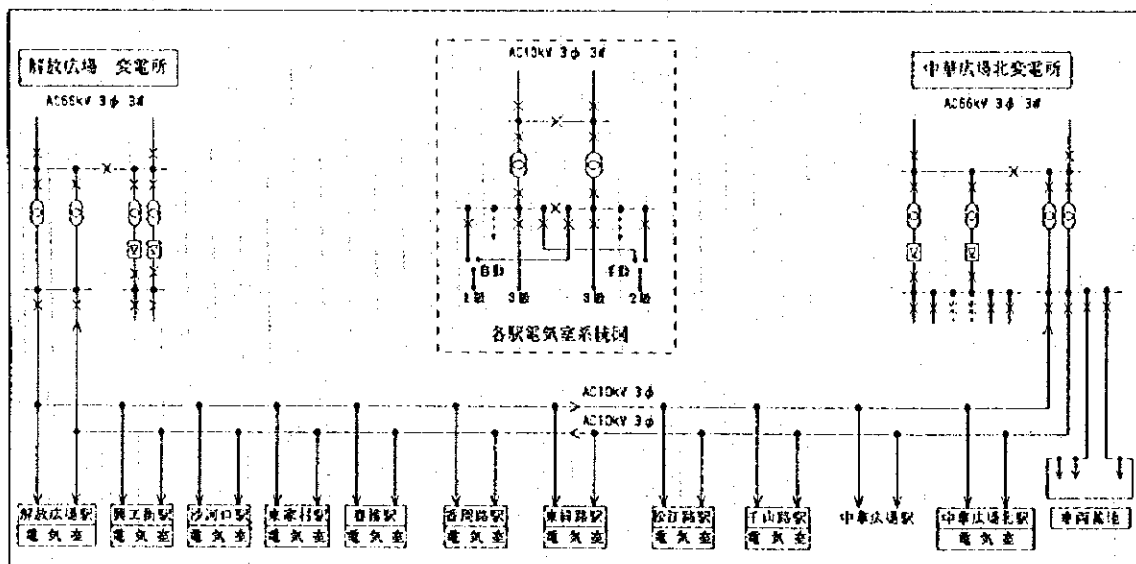 解放広場 変電所
AC66kV 3φ 3W
AC10kV 3φ 3W
中華広場北変電所
AC66kV 3φ 3W
自動
手動
1級
3級
3級
2級
各駅電気室系統図
AC10kV 3φ
AC10kV 3φ
解放広場駅
電気室
興工街駅
電気室
沙河口駅
電気室
電気室
電気室
香周路駅
電気室
東緯路駅
電気室
松江路駅
電気室
千山路駅
電気室
中華広場駅
中華広場北駅
電気室
車両基地